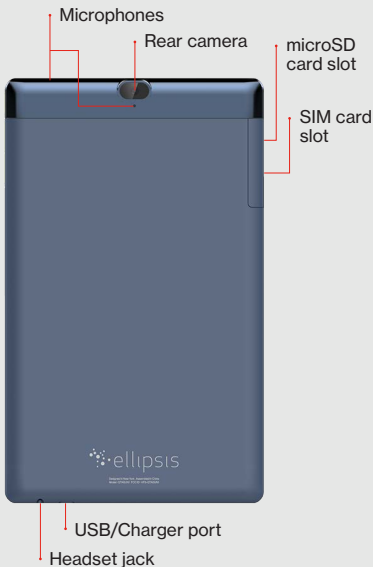 Microphones
Rear camera
microSD
card slot
SIM card
slot
ellipsis
USB/Charger port
Headset jack